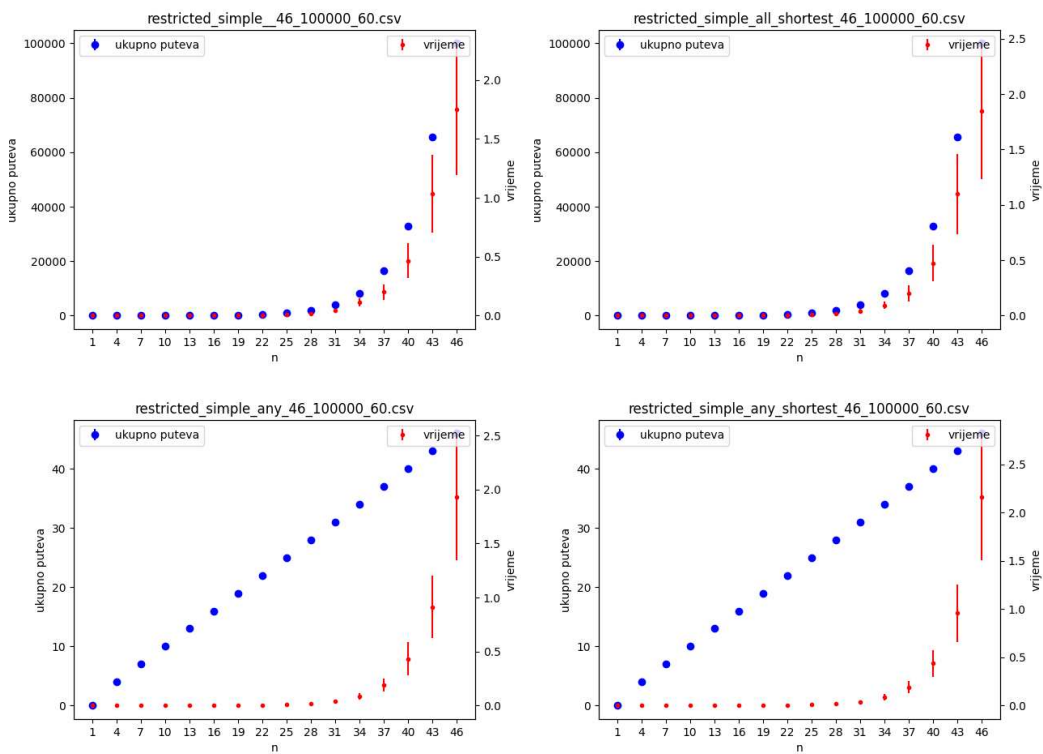 restricted_simple__46_100000_60.csv
ukupno puteva
vrijeme
100000
80000
60000
40000
20000
0
ukupno puteva
2.0
1.5
1.0
0.5
0.0
vrijeme
1 4 7 10 13 16 19 22 25 28 31 34 37 40 43 46
n
restricted_simple_all_shortest_46_100000_60.csv
ukupno puteva
vrijeme
100000
80000
60000
40000
20000
0
ukupno puteva
2.5
2.0
1.5
1.0
0.5
0.0
vrijeme
1 4 7 10 13 16 19 22 25 28 31 34 37 40 43 46
n
restricted_simple_any_46_100000_60.csv
ukupno puteva
vrijeme
40
30
20
10
0
ukupno puteva
2.5
2.0
1.5
1.0
0.5
0.0
vrijeme
1 4 7 10 13 16 19 22 25 28 31 34 37 40 43 46
n
restricted_simple_any_shortest_46_100000_60.csv
ukupno puteva
vrijeme
40
30
20
10
0
ukupno puteva
2.5
2.0
1.5
1.0
0.5
0.0
vrijeme
1 4 7 10 13 16 19 22 25 28 31 34 37 40 43 46
n